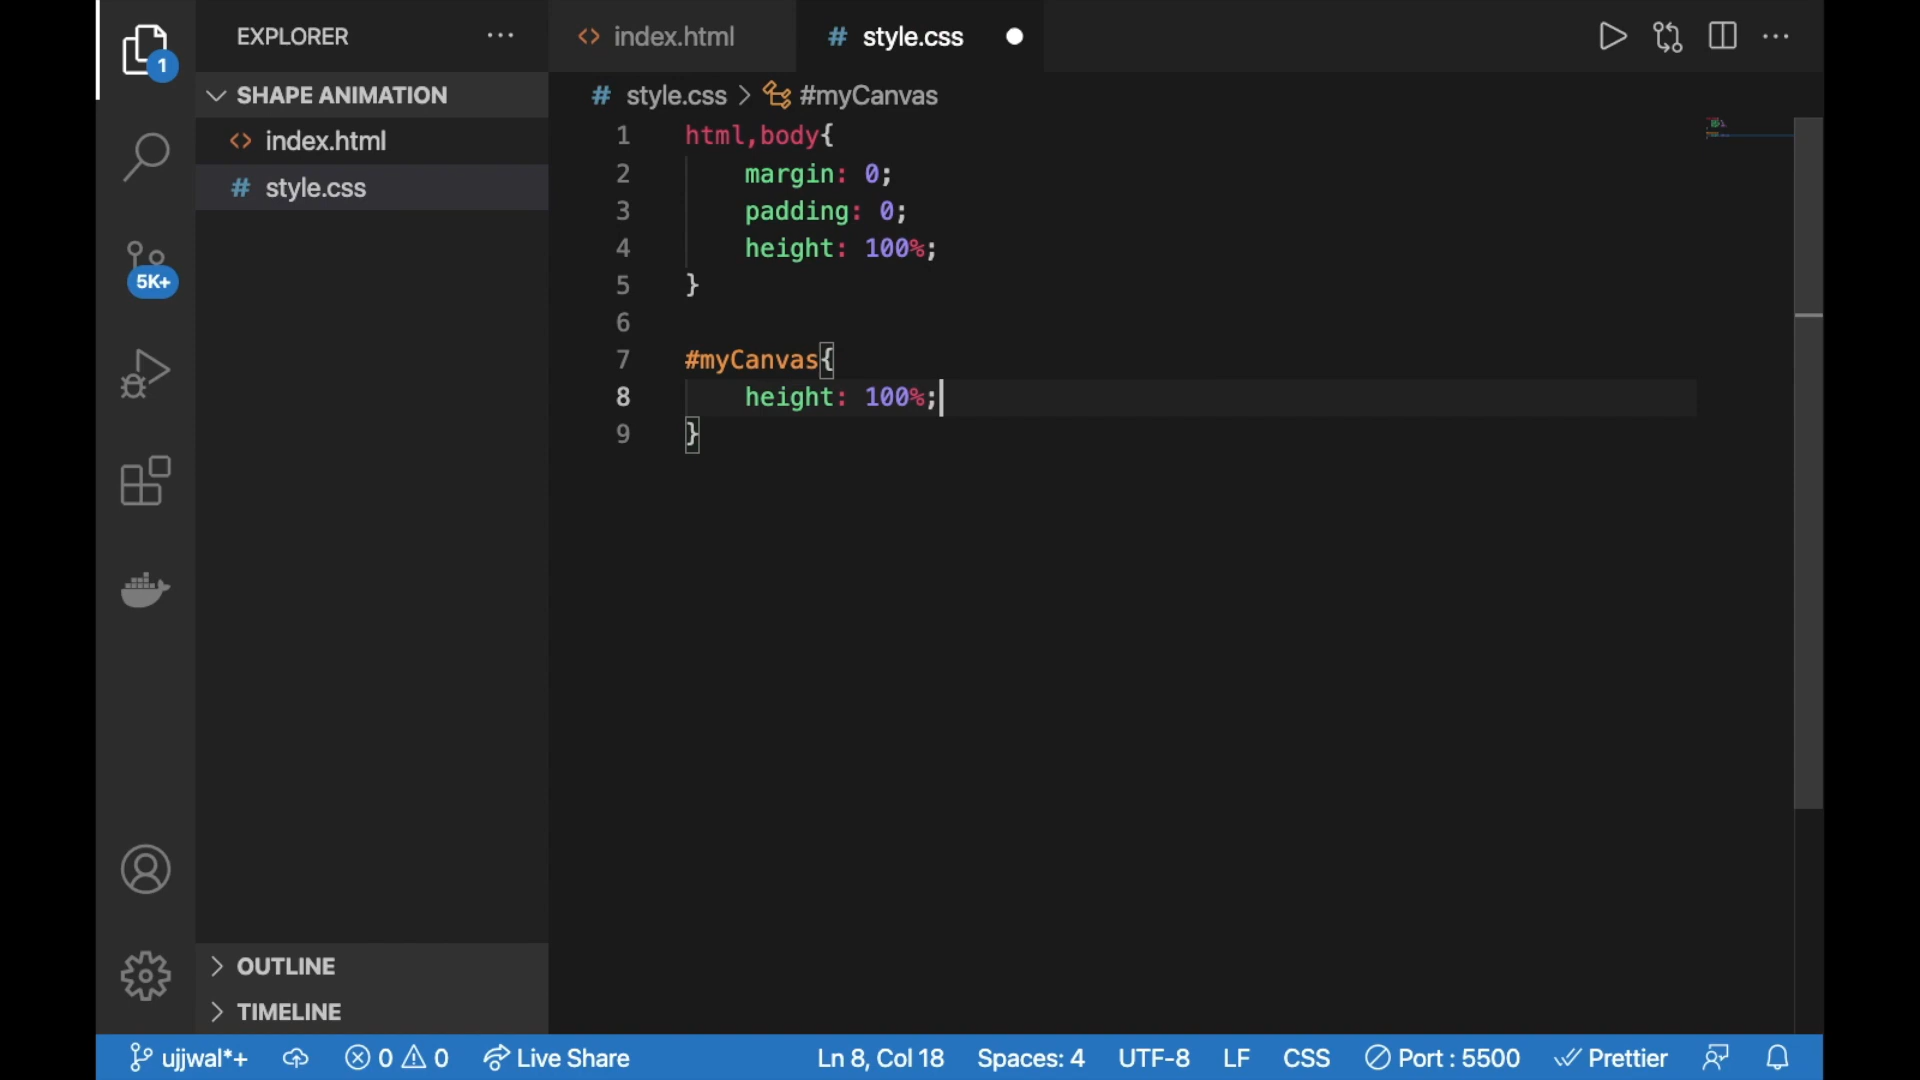 EXPLORER
index.html
# style.css
1
SHAPE ANIMATION
# style.css > #myCanvas
index.html
# style.css
1 html,body{
2 margin: 0;
3 padding: 0;
4 height: 100%;
5 }
6
7 #myCanvas{
8 height: 100%;
9 }
5K+
OUTLINE
TIMELINE
ujjwal*+ 0 0 Live Share Ln 8, Col 18 Spaces: 4 UTF-8 LF CSS Port : 5500 Prettier